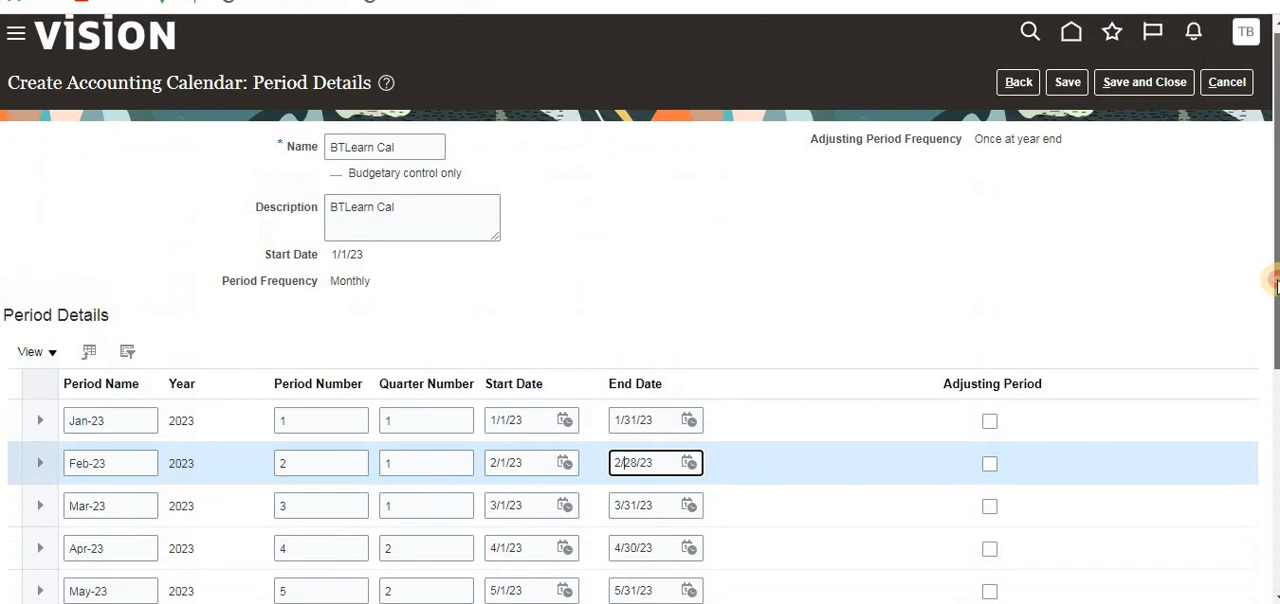 VISION
TB
Create Accounting Calendar: Period Details ?
Back Save Save and Close Cancel
* Name BTLearn Cal Adjusting Period Frequency Once at year end
— Budgetary control only
Description BTLearn Cal
Start Date 1/1/23
Period Frequency Monthly
Period Details
View
Period Name Year Period Number Quarter Number Start Date End Date Adjusting Period
Jan-23 2023 1 1 1/1/23 1/31/23
Feb-23 2023 2 1 2/1/23 2/28/23
Mar-23 2023 3 1 3/1/23 3/31/23
Apr-23 2023 4 2 4/1/23 4/30/23
May-23 2023 5 2 5/1/23 5/31/23